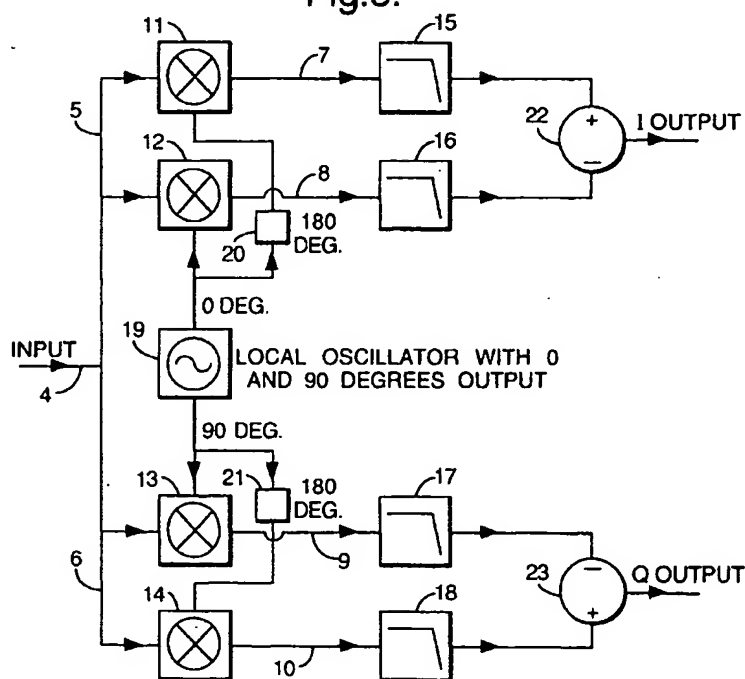 Fig.3.
11
15
7
5
22
+
I OUTPUT
12
8
16
−
180
DEG.
20
0 DEG.
19
INPUT
4
LOCAL OSCILLATOR WITH 0
AND 90 DEGREES OUTPUT
90 DEG.
13
21
180
DEG.
17
9
6
23
−
Q OUTPUT
14
18
+
10